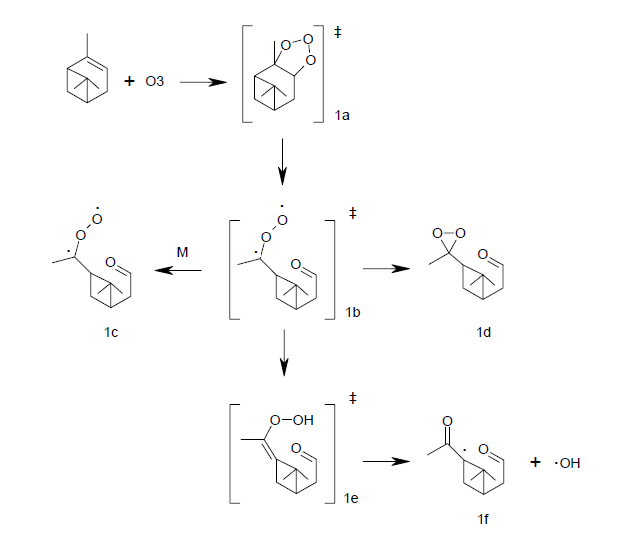 + O3
O O O
‡
1a
O O
M
O O
‡
O—O
O
O
O
1c
1b
1d
O—OH
‡
O
O
O
1e
+ ·OH
1f